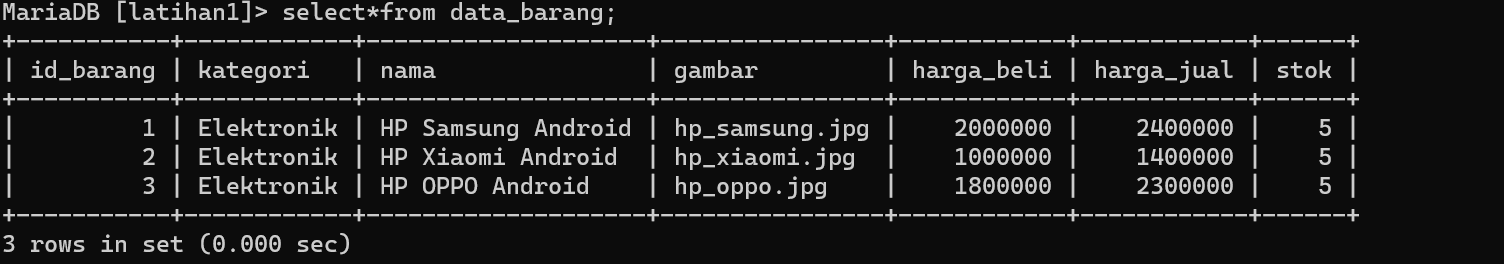 MariaDB [latihan1]> select*from data_barang;
+-----------+------------+--------------------+----------------+------------+------------+------+
| id_barang | kategori   | nama               | gambar         | harga_beli | harga_jual | stok |
+-----------+------------+--------------------+----------------+------------+------------+------+
|         1 | Elektronik | HP Samsung Android | hp_samsung.jpg |    2000000 |    2400000 |    5 |
|         2 | Elektronik | HP Xiaomi Android  | hp_xiaomi.jpg  |    1000000 |    1400000 |    5 |
|         3 | Elektronik | HP OPPO Android    | hp_oppo.jpg    |    1800000 |    2300000 |    5 |
+-----------+------------+--------------------+----------------+------------+------------+------+
3 rows in set (0.000 sec)